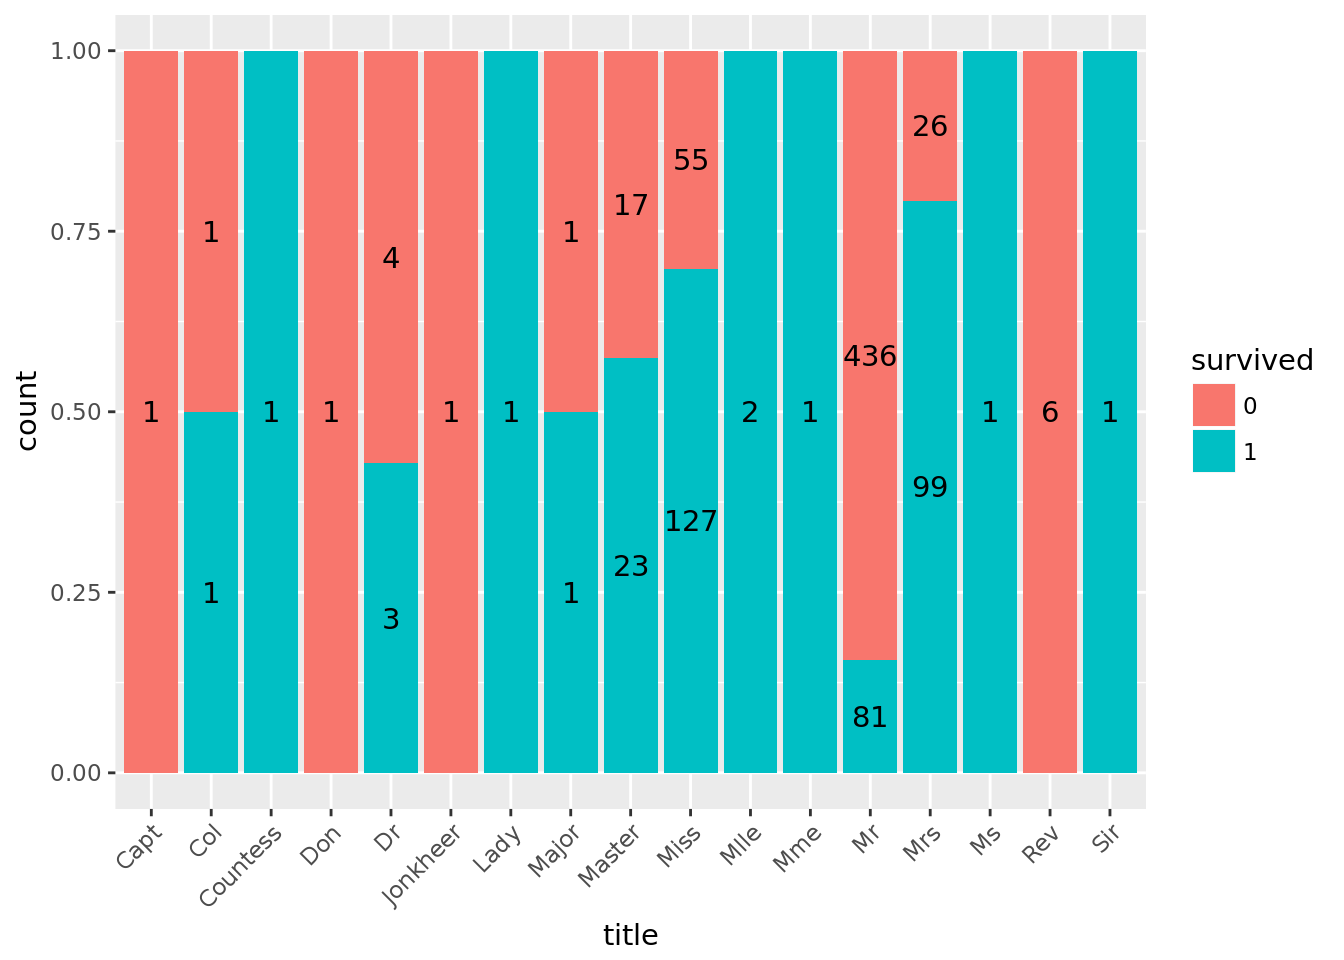 1.00
0.75
0.50
0.25
0.00
count
26
55
17
1
1
4
436
1
1
1
1
1
2
1
1
6
1
99
127
23
1
1
3
81
Capt
Col
Countess
Don
Dr
Jonkheer
Lady
Major
Master
Miss
Mlle
Mme
Mr
Mrs
Ms
Rev
Sir
title
survived
0
1